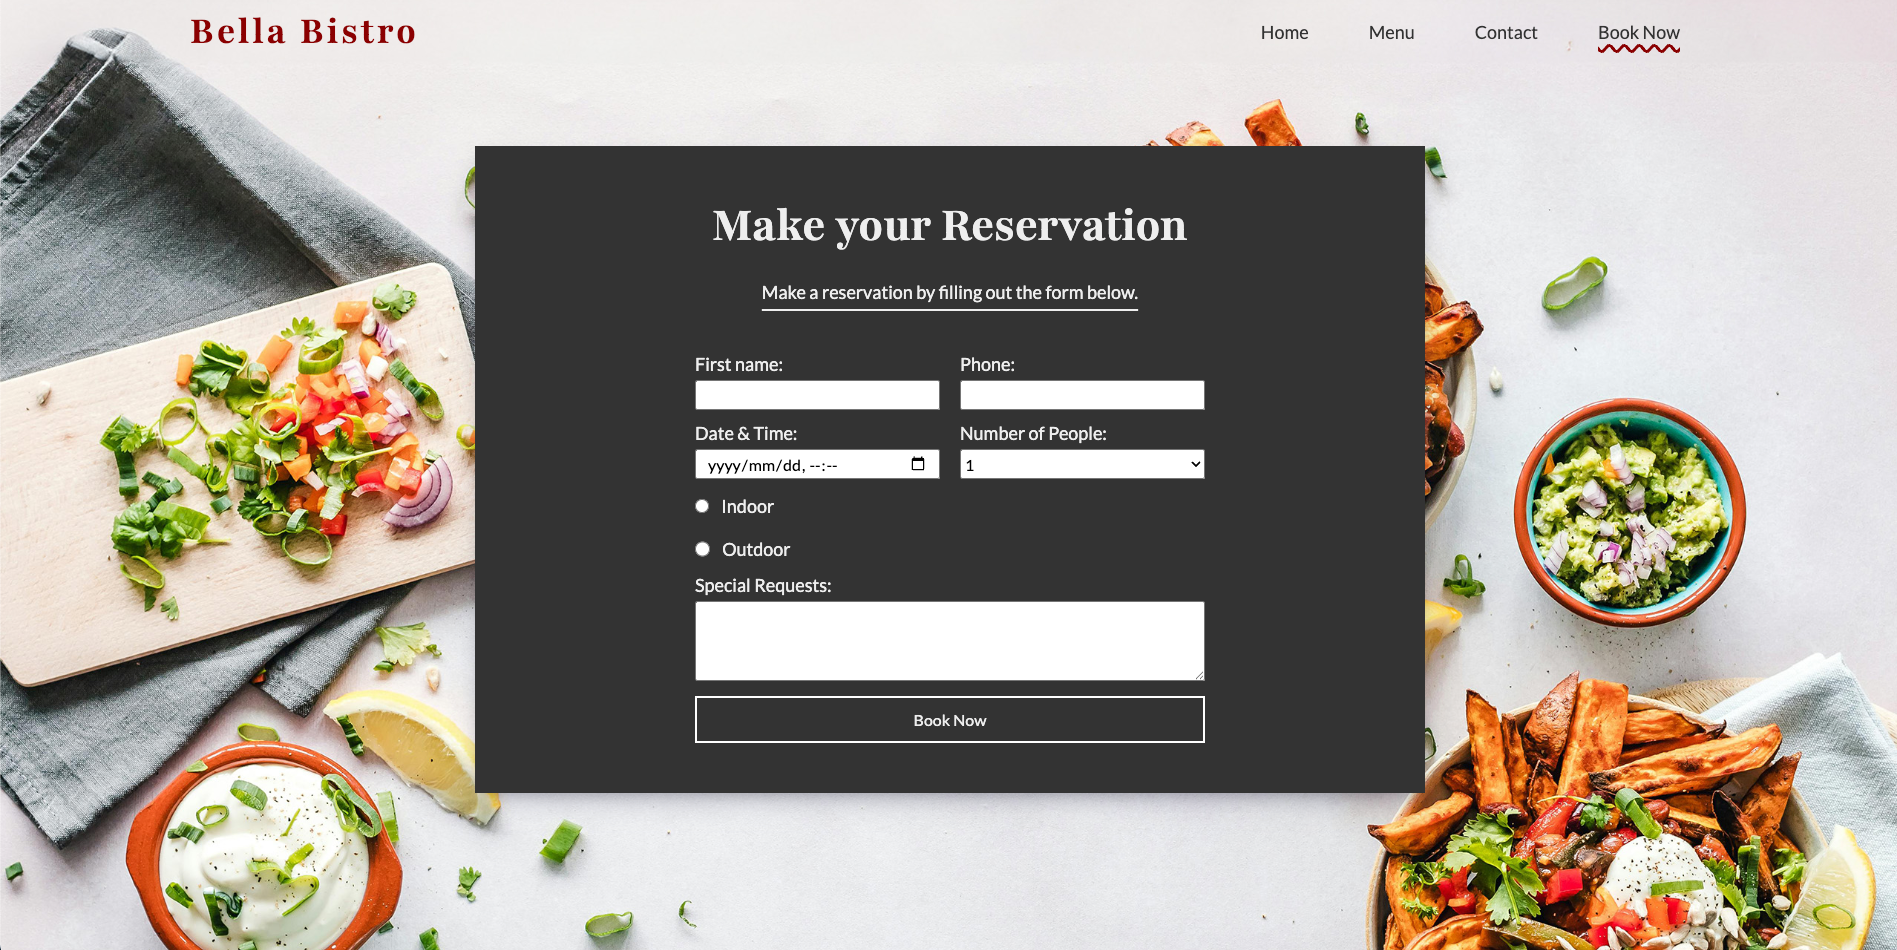 Bella Bistro
Home Menu Contact Book Now
Make your Reservation
Make a reservation by filling out the form below.
First name: Phone:
Date & Time: Number of People:
yyyy/mm/dd, --:-- 1
Indoor
Outdoor
Special Requests:
Book Now